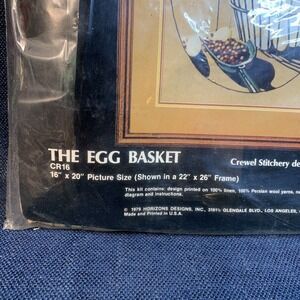 THE EGG BASKET
Crewel Stitchery de
CR16
16" x 20" Picture Size (Shown in a 22" x 26" Frame)
This kit contains: design printed on 100% linen, 100% Persian wool yarns, ne
diagram and instructions.
© 1979 HORIZONS DESIGNS, INC., GLENDALE BLVD., LOS ANGELES,
Made and Printed in U.S.A.